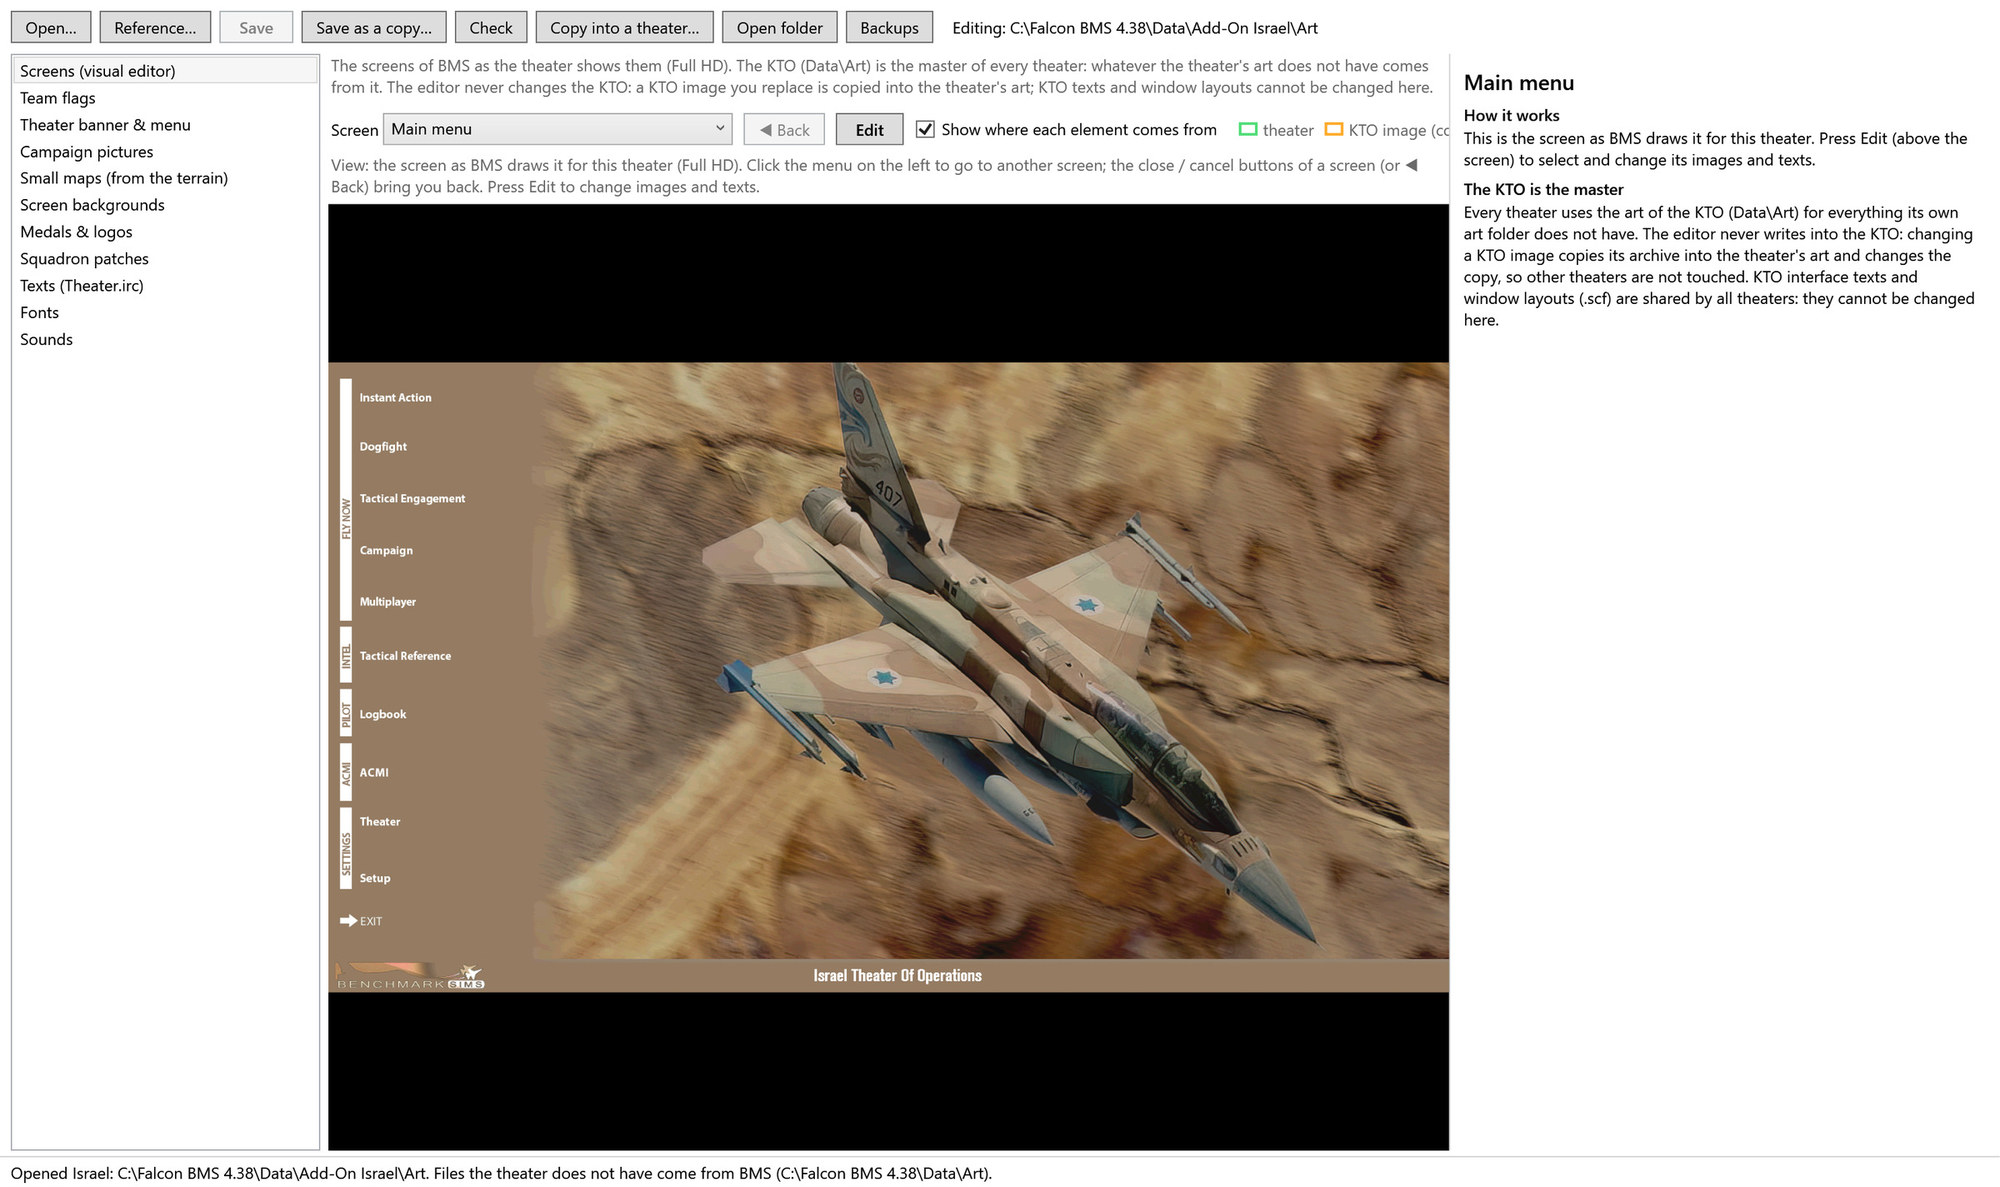 Open... Reference... Save Save as a copy... Check Copy into a theater... Open folder Backups Editing: C:\Falcon BMS 4.38\Data\Add-On Israel\Art
Screens (visual editor)
Team flags
Theater banner & menu
Campaign pictures
Small maps (from the terrain)
Screen backgrounds
Medals & logos
Squadron patches
Texts (Theater.irc)
Fonts
Sounds
The screens of BMS as the theater shows them (Full HD). The KTO (Data\Art) is the master of every theater: whatever the theater's art does not have comes
from it. The editor never changes the KTO: a KTO image you replace is copied into the theater's art; KTO texts and window layouts cannot be changed here.
Screen Main menu ◀ Back Edit Show where each element comes from theater KTO image (cc
View: the screen as BMS draws it for this theater (Full HD). Click the menu on the left to go to another screen; the close / cancel buttons of a screen (or ◀
Back) bring you back. Press Edit to change images and texts.
FLY NOW
Instant Action
Dogfight
Tactical Engagement
Campaign
Multiplayer
INTEL
Tactical Reference
PILOT
Logbook
ACMI
ACMI
SETTINGS
Theater
Setup
EXIT
BENCHMARK SIMS
Israel Theater Of Operations
407
Main menu
How it works
This is the screen as BMS draws it for this theater. Press Edit (above the
screen) to select and change its images and texts.
The KTO is the master
Every theater uses the art of the KTO (Data\Art) for everything its own
art folder does not have. The editor never writes into the KTO: changing
a KTO image copies its archive into the theater's art and changes the
copy, so other theaters are not touched. KTO interface texts and
window layouts (.scf) are shared by all theaters: they cannot be changed
here.
Opened Israel: C:\Falcon BMS 4.38\Data\Add-On Israel\Art. Files the theater does not have come from BMS (C:\Falcon BMS 4.38\Data\Art).